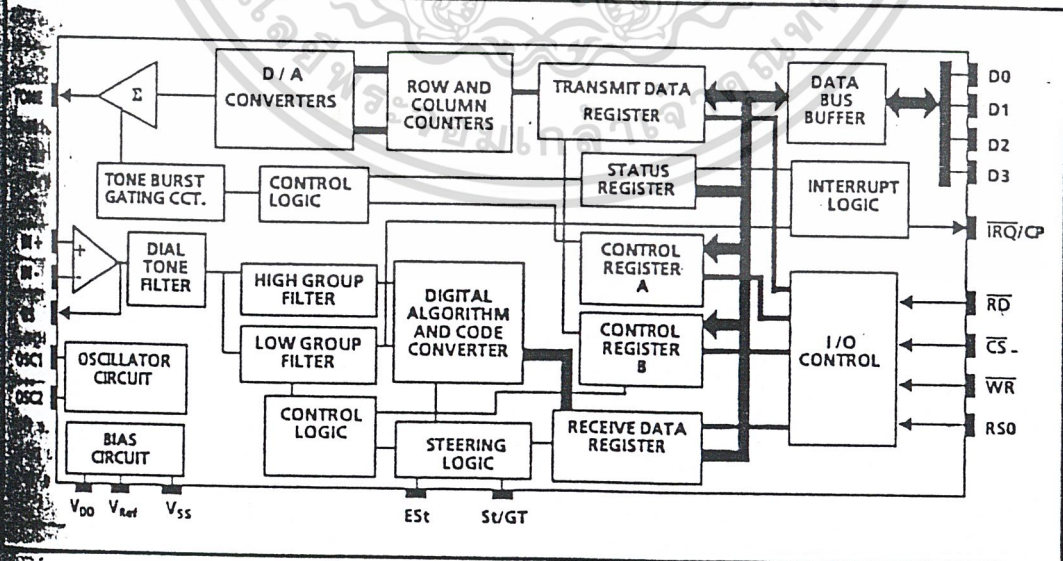 TONE
Σ
D / A
CONVERTERS
ROW AND
COLUMN
COUNTERS
TRANSMIT DATA
REGISTER
DATA
BUS
BUFFER
D0
D1
D2
D3
TONE BURST
GATING CCT.
CONTROL
LOGIC
STATUS
REGISTER
INTERRUPT
LOGIC
IRQ/CP
IN+
+
-
IN-
GS
DIAL
TONE
FILTER
HIGH GROUP
FILTER
LOW GROUP
FILTER
DIGITAL
ALGORITHM
AND CODE
CONVERTER
CONTROL
REGISTER
A
CONTROL
REGISTER
B
I/O
CONTROL
RD
CS
WR
RS0
OSC1
OSC2
OSCILLATOR
CIRCUIT
BIAS
CIRCUIT
CONTROL
LOGIC
STEERING
LOGIC
RECEIVE DATA
REGISTER
VDD
VRef
VSS
ESt
St/GT